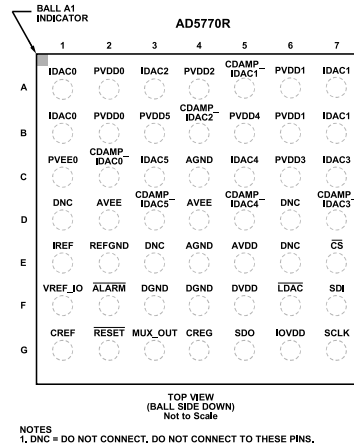 BALL A1
INDICATOR
AD5770R
1 2 3 4 5 6 7
A
IDAC0 PVDD0 IDAC2 PVDD2 CDAMP_IDAC1 PVDD1 IDAC1
B
IDAC0 PVDD0 PVDD5 CDAMP_IDAC2 PVDD4 PVDD1 IDAC1
C
PVEE0 CDAMP_IDAC0 IDAC5 AGND IDAC4 PVDD3 IDAC3
D
DNC AVEE CDAMP_IDAC5 AVEE CDAMP_IDAC4 DNC CDAMP_IDAC3
E
IREF REFGND DNC AGND AVDD DNC CS
F
VREF_IO ALARM DGND DGND DVDD LDAC SDI
G
CREF RESET MUX_OUT CREG SDO IOVDD SCLK
TOP VIEW
(BALL SIDE DOWN)
Not to Scale
NOTES
1. DNC = DO NOT CONNECT. DO NOT CONNECT TO THESE PINS.